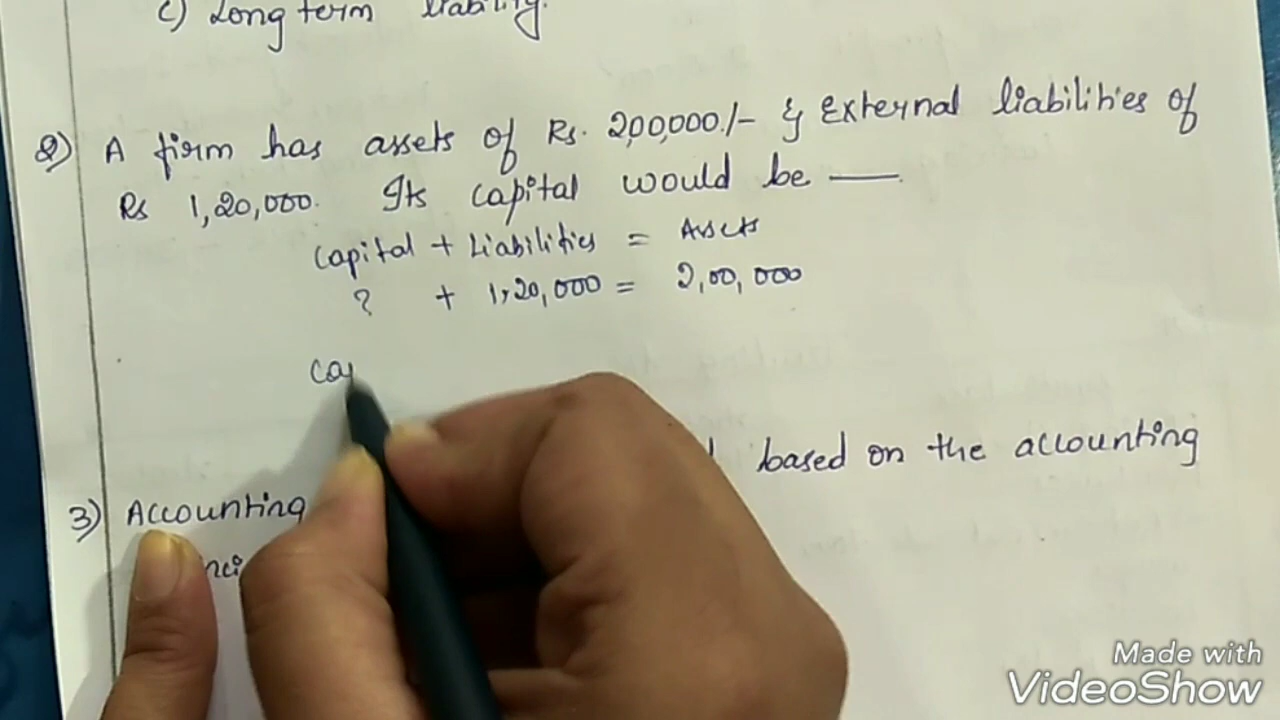 c) Long term liability.
2) A firm has assets of Rs. 2,00,000/- & External liabilities of
Rs 1,20,000. Its capital would be ——.
Capital + Liabilities = Assets
? + 1,20,000 = 2,00,000
Cap
based on the accounting
3) Accounting
Made with
VideoShow